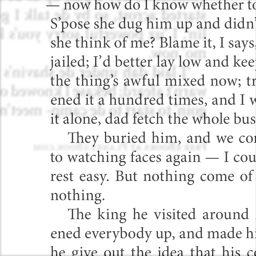 — now how do I know whether to
S'pose she dug him up and didn'
she think of me? Blame it, I says,
jailed; I'd better lay low and kee
the thing's awful mixed now; tr
ened it a hundred times, and I w
it alone, dad fetch the whole bus
They buried him, and we com
to watching faces again — I cou
rest easy. But nothing come of
nothing.
The king he visited around
ened everybody up, and made hi
he give out the idea that his co